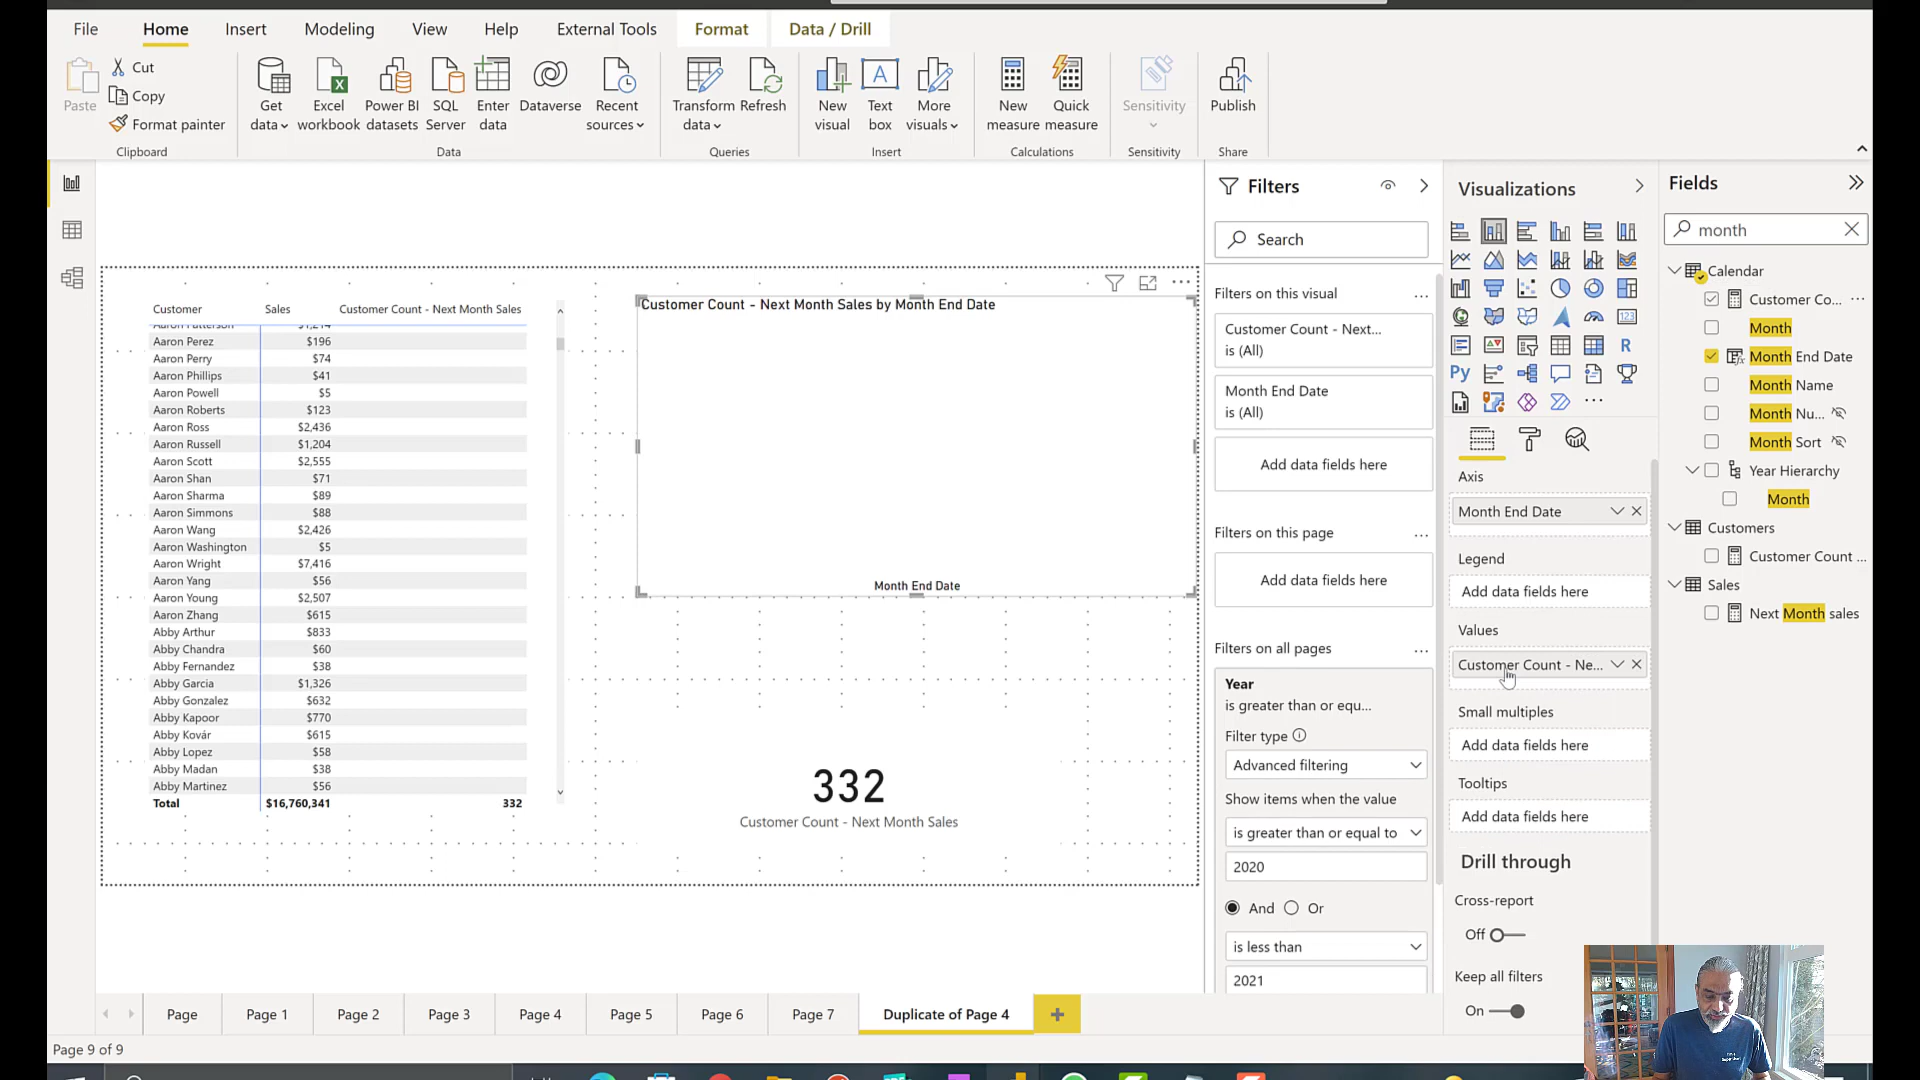 File Home Insert Modeling View Help External Tools Format Data / Drill
Paste
Cut
Copy
Format painter
Clipboard
Get data
Excel workbook
Power BI datasets
SQL Server
Enter data
Dataverse
Recent sources
Data
Transform data
Refresh
Queries
New visual
Text box
More visuals
Insert
New measure
Quick measure
Calculations
Sensitivity
Sensitivity
Publish
Share
Customer Sales Customer Count - Next Month Sales
Aaron Patterson $1,214
Aaron Perez $196
Aaron Perry $74
Aaron Phillips $41
Aaron Powell $5
Aaron Roberts $123
Aaron Ross $2,436
Aaron Russell $1,204
Aaron Scott $2,555
Aaron Shan $71
Aaron Sharma $89
Aaron Simmons $88
Aaron Wang $2,426
Aaron Washington $5
Aaron Wright $7,416
Aaron Yang $56
Aaron Young $2,507
Aaron Zhang $615
Abby Arthur $833
Abby Chandra $60
Abby Fernandez $38
Abby Garcia $1,326
Abby Gonzalez $632
Abby Kapoor $770
Abby Kovár $615
Abby Lopez $58
Abby Madan $38
Abby Martinez $56
Total $16,760,341 332
Customer Count - Next Month Sales by Month End Date
Month End Date
332
Customer Count - Next Month Sales
Filters
Search
Filters on this visual ...
Customer Count - Next...
is (All)
Month End Date
is (All)
Add data fields here
Filters on this page ...
Add data fields here
Filters on all pages ...
Year
is greater than or equ...
Filter type
Advanced filtering
Show items when the value
is greater than or equal to
2020
And Or
is less than
2021
Visualizations
R
Py
...
Axis
Month End Date
Legend
Add data fields here
Values
Customer Count - Ne...
Small multiples
Add data fields here
Tooltips
Add data fields here
Drill through
Cross-report
Off
Keep all filters
On
Fields
month
Calendar
Customer Co... ...
Month
Month End Date
Month Name
Month Nu...
Month Sort
Year Hierarchy
Month
Customers
Customer Count ...
Sales
Next Month sales
Page Page 1 Page 2 Page 3 Page 4 Page 5 Page 6 Page 7 Duplicate of Page 4 +
Page 9 of 9